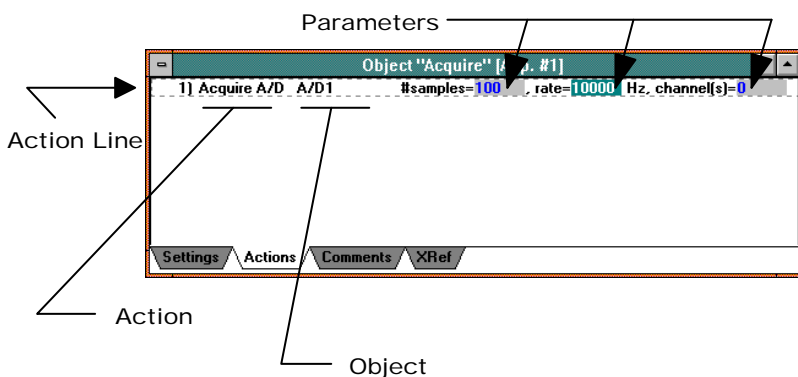 Parameters
Object "Acquire" [ p. #1]
1) Acquire A/D A/D1 #samples=100 , rate=10000 Hz, channel(s)=0
Action Line
Settings Actions Comments XRef
Action
Object